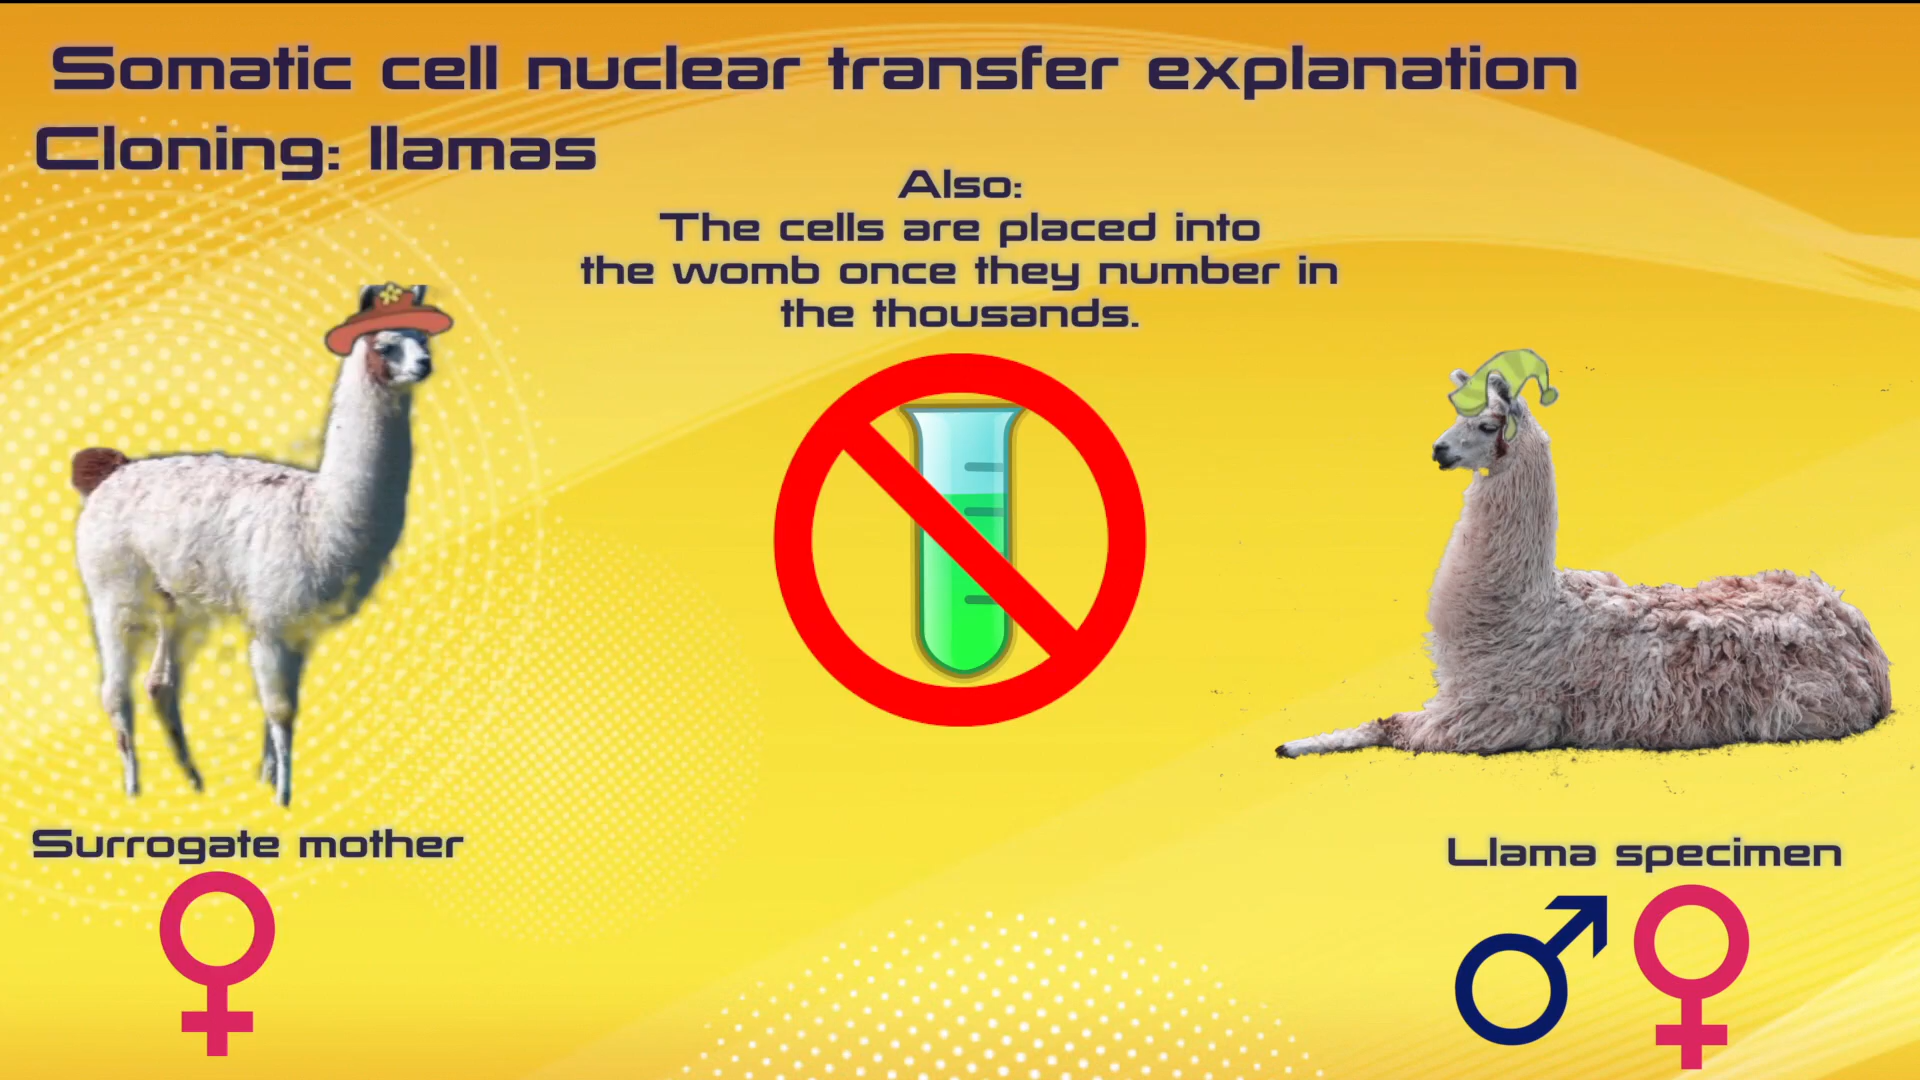 Somatic cell nuclear transfer explanation
Cloning: llamas
Also:
The cells are placed into
the womb once they number in
the thousands.
Surrogate mother
Llama specimen